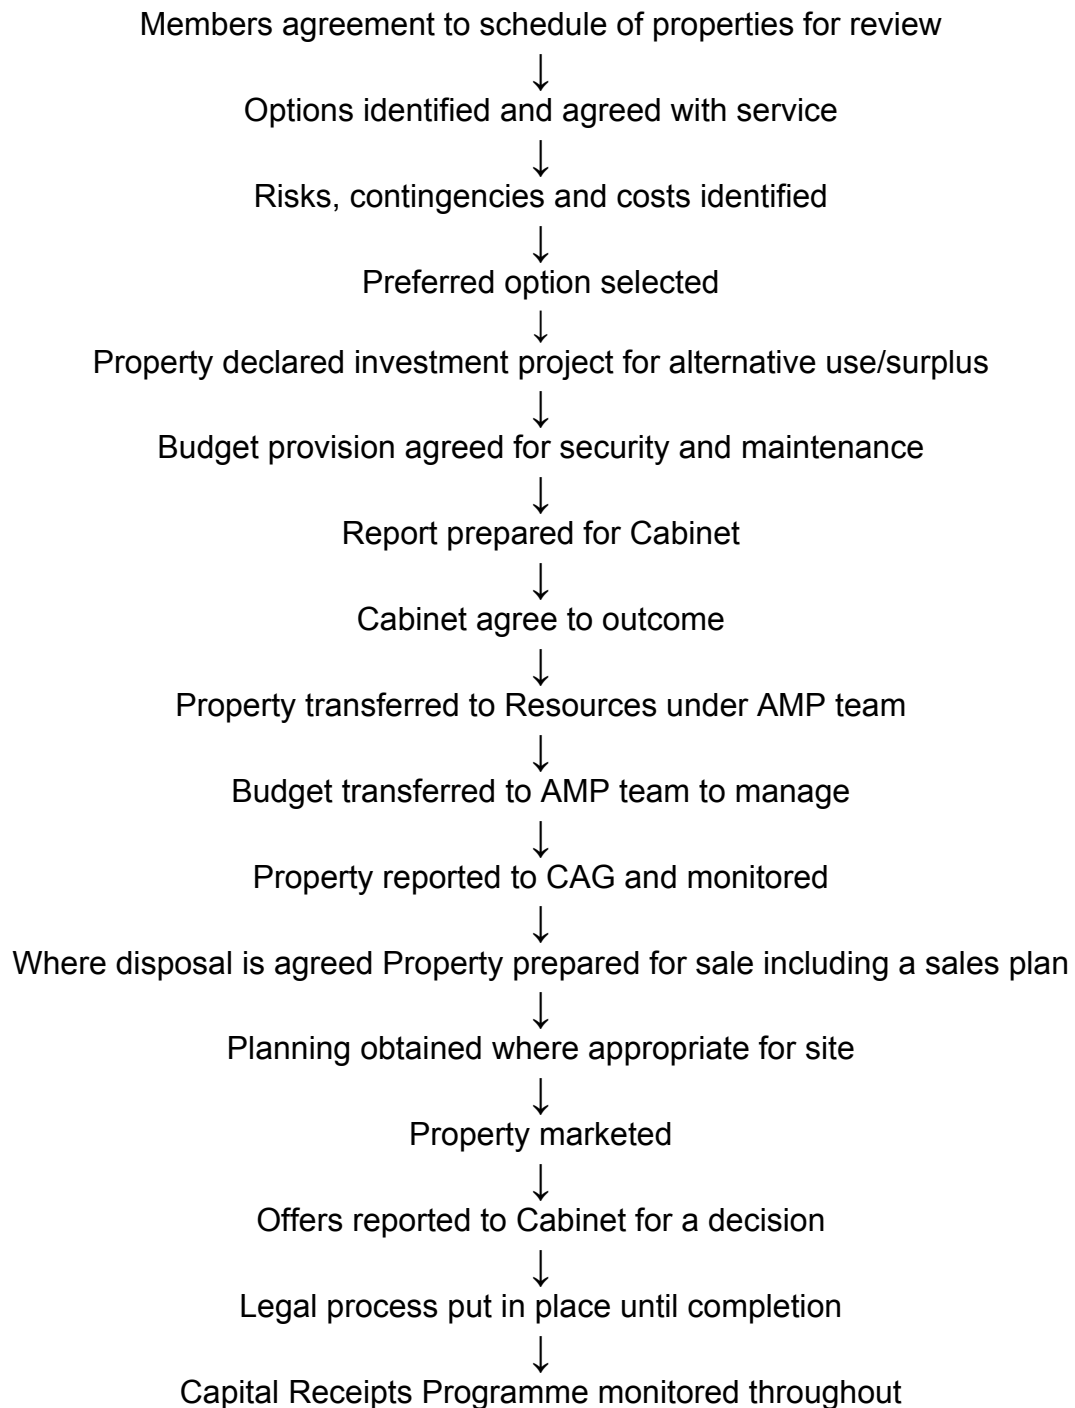 Members agreement to schedule of properties for review
↓
Options identified and agreed with service
↓
Risks, contingencies and costs identified
↓
Preferred option selected
↓
Property declared investment project for alternative use/surplus
↓
Budget provision agreed for security and maintenance
↓
Report prepared for Cabinet
↓
Cabinet agree to outcome
↓
Property transferred to Resources under AMP team
↓
Budget transferred to AMP team to manage
↓
Property reported to CAG and monitored
↓
Where disposal is agreed Property prepared for sale including a sales plan
↓
Planning obtained where appropriate for site
↓
Property marketed
↓
Offers reported to Cabinet for a decision
↓
Legal process put in place until completion
↓
Capital Receipts Programme monitored throughout